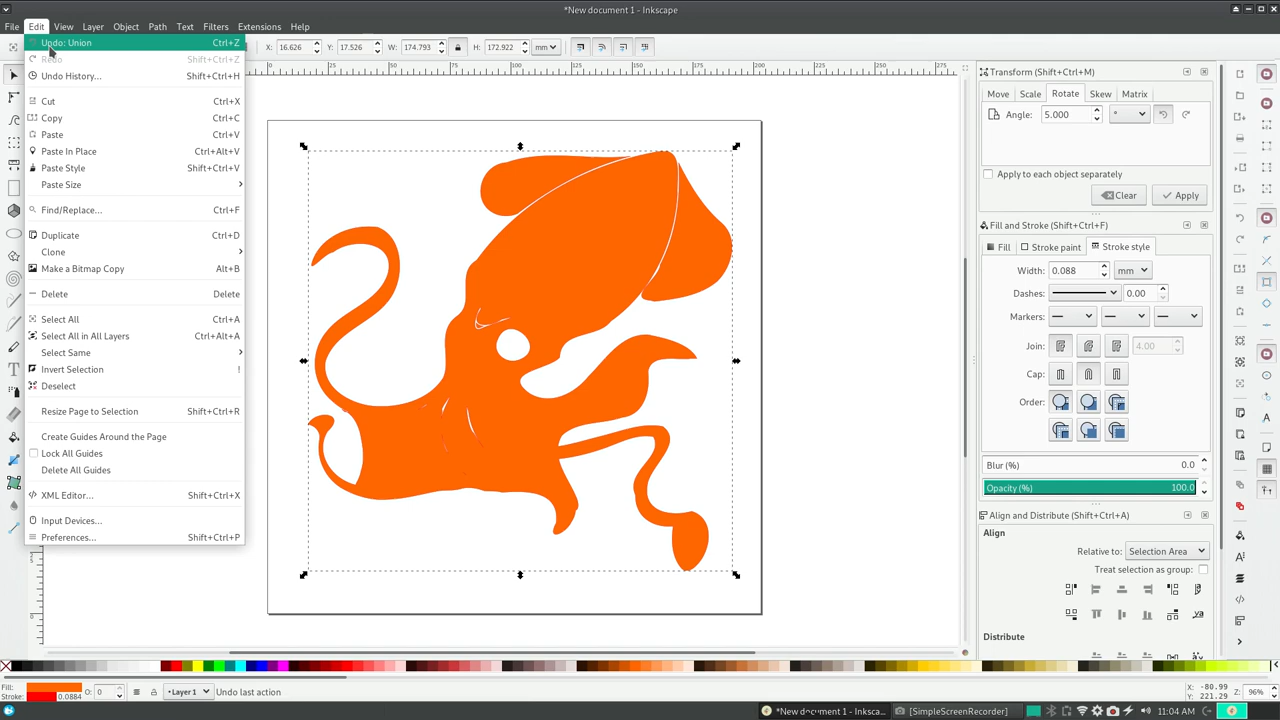 *New document 1 - Inkscape
File Edit View Layer Object Path Text Filters Extensions Help
Undo: Union Ctrl+Z
Redo Shift+Ctrl+Z
Undo History... Shift+Ctrl+H
Cut Ctrl+X
Copy Ctrl+C
Paste Ctrl+V
Paste In Place Ctrl+Alt+V
Paste Style Shift+Ctrl+V
Paste Size
Find/Replace... Ctrl+F
Duplicate Ctrl+D
Clone
Make a Bitmap Copy Alt+B
Delete Delete
Select All Ctrl+A
Select All in All Layers Ctrl+Alt+A
Select Same
Invert Selection !
Deselect
Resize Page to Selection Shift+Ctrl+R
Create Guides Around the Page
Lock All Guides
Delete All Guides
XML Editor... Shift+Ctrl+X
Input Devices...
Preferences... Shift+Ctrl+P
X: 16.626 Y: 17.526 W: 174.793 H: 172.922 mm
Transform (Shift+Ctrl+M)
Move Scale Rotate Skew Matrix
Angle: 5.000 °
Apply to each object separately
Clear Apply
Fill and Stroke (Shift+Ctrl+F)
Fill Stroke paint Stroke style
Width: 0.088 mm
Dashes: 0.00
Markers:
Join: 4.00
Cap:
Order:
Blur (%) 0.0
Opacity (%) 100.0
Align and Distribute (Shift+Ctrl+A)
Align
Relative to: Selection Area
Treat selection as group:
Distribute
Fill:
Stroke: 0.0884
O: 0
•Layer 1
Undo last action
X: -80.99
Y: 221.29
Z: 96%
*New document 1 - Inksca...
[SimpleScreenRecorder]
11:04 AM